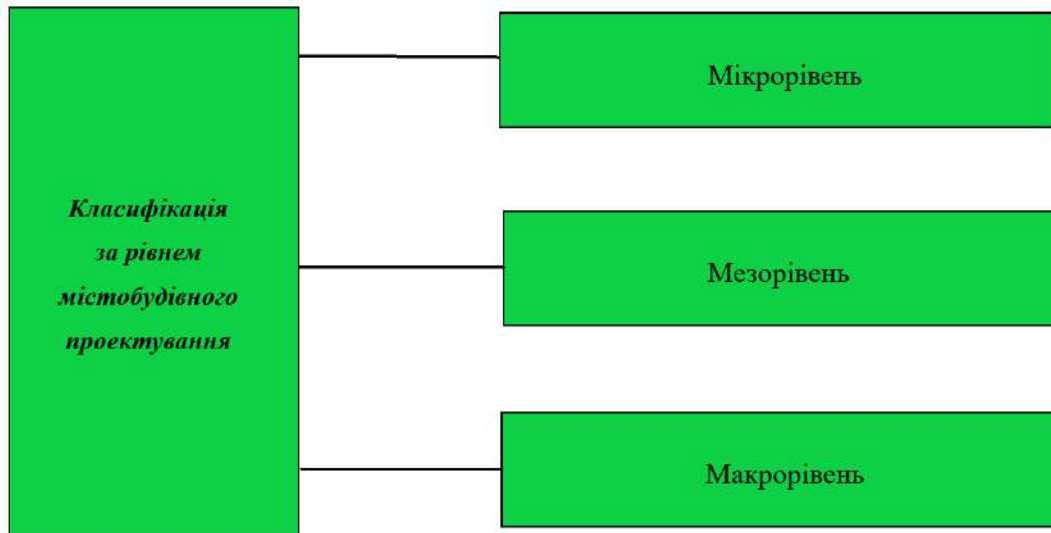 Класифікація
за рівнем
містобудівного
проектування
Мікрорівень
Мезорівень
Макрорівень